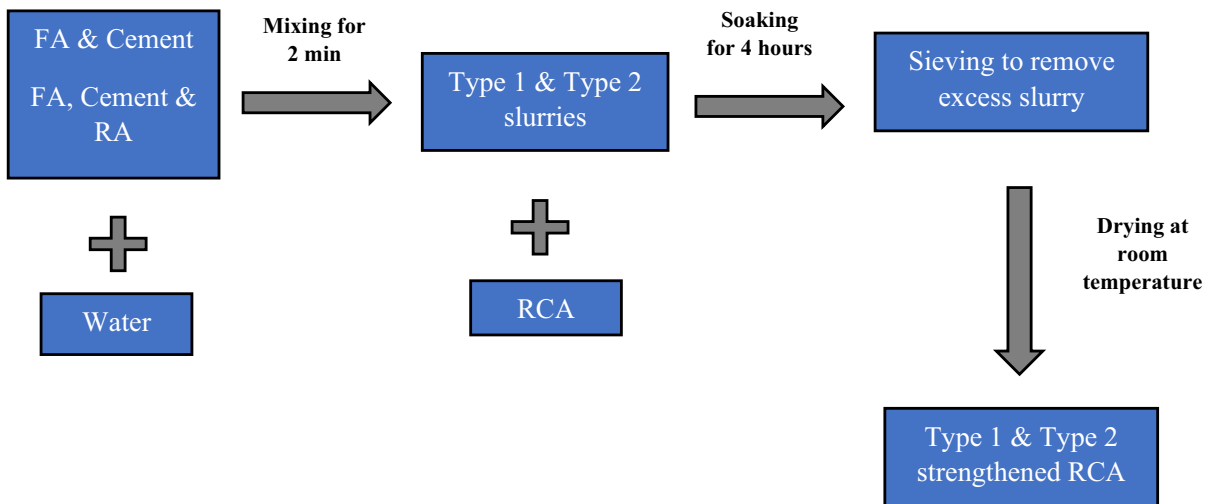 FA & Cement
FA, Cement &
RA
Mixing for
2 min
Type 1 & Type 2
slurries
Soaking
for 4 hours
Sieving to remove
excess slurry
Water
RCA
Drying at
room
temperature
Type 1 & Type 2
strengthened RCA